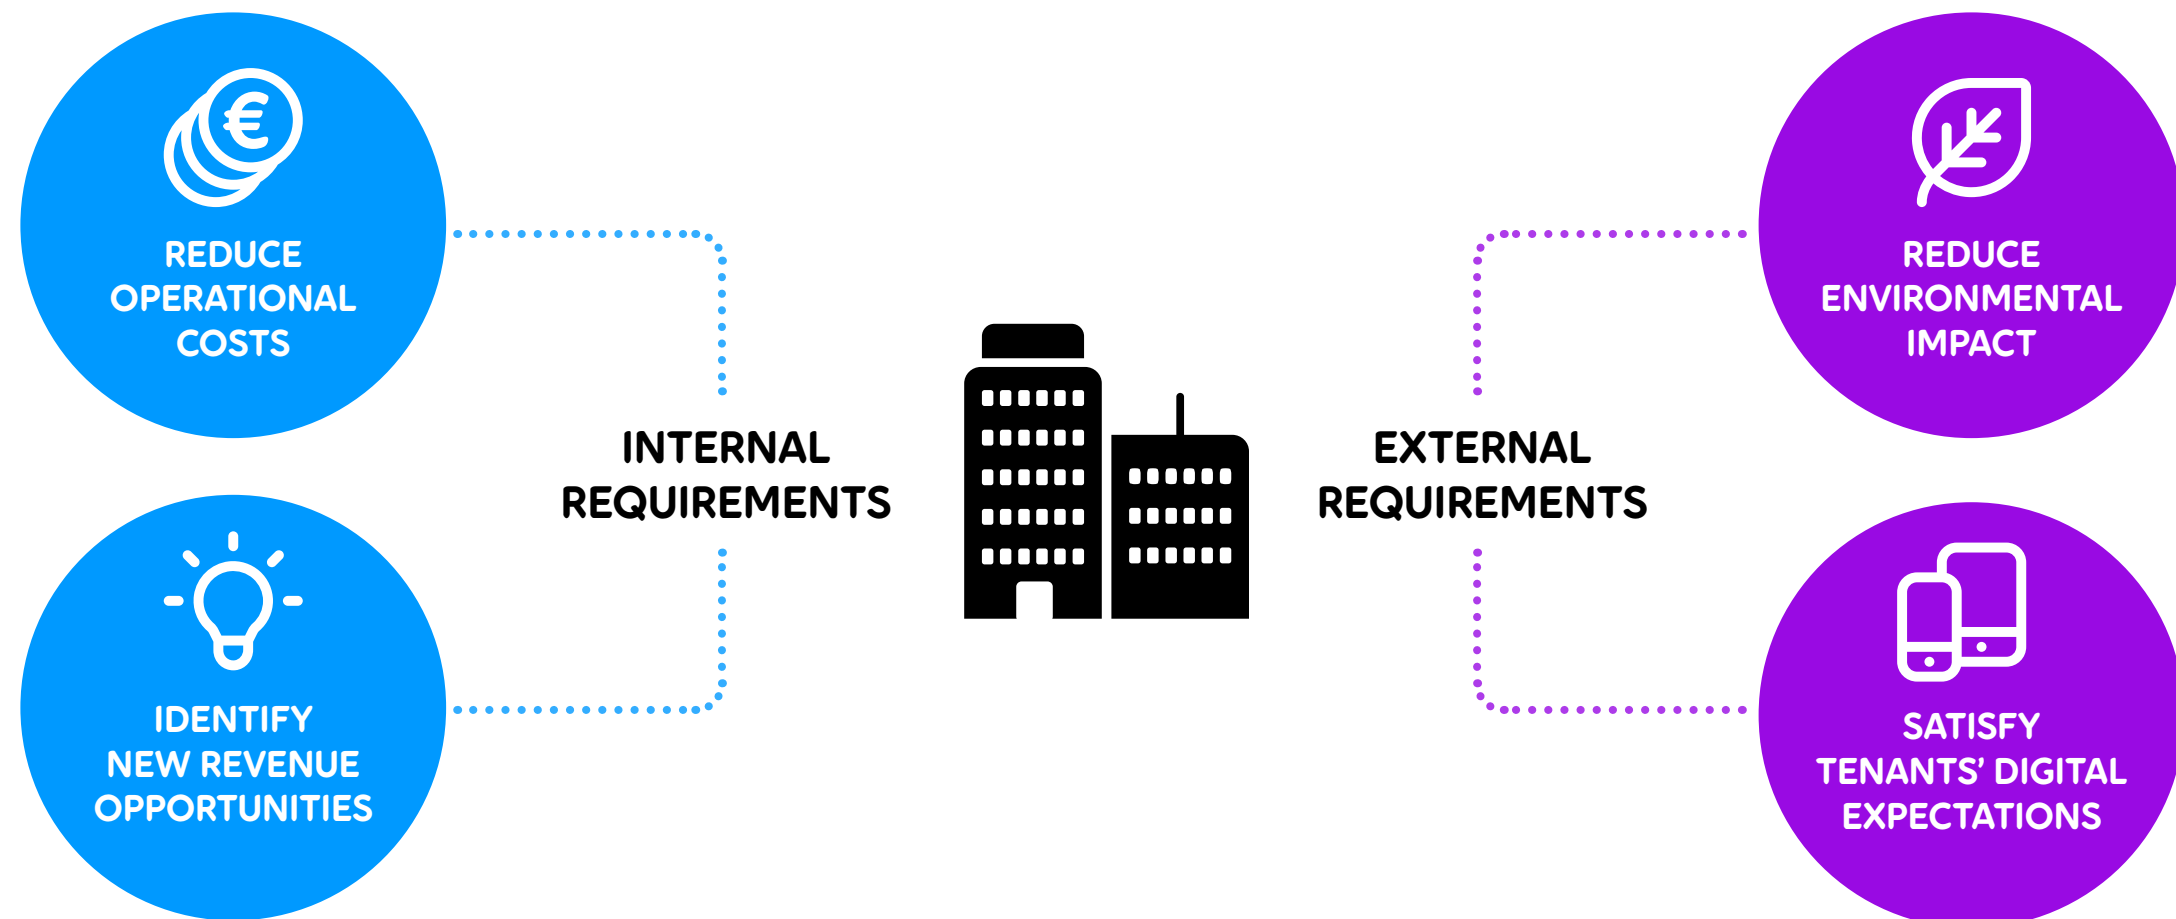 REDUCE
OPERATIONAL
COSTS
IDENTIFY
NEW REVENUE
OPPORTUNITIES
INTERNAL
REQUIREMENTS
EXTERNAL
REQUIREMENTS
REDUCE
ENVIRONMENTAL
IMPACT
SATISFY
TENANTS’ DIGITAL
EXPECTATIONS